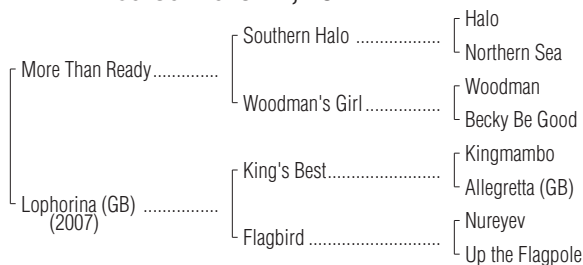 Halo
Southern Halo
Northern Sea
More Than Ready
Woodman
Woodman's Girl
Becky Be Good
Kingmambo
King's Best
Allegretta (GB)
Lophorina (GB)
(2007)
Nureyev
Flagbird
Up the Flagpole